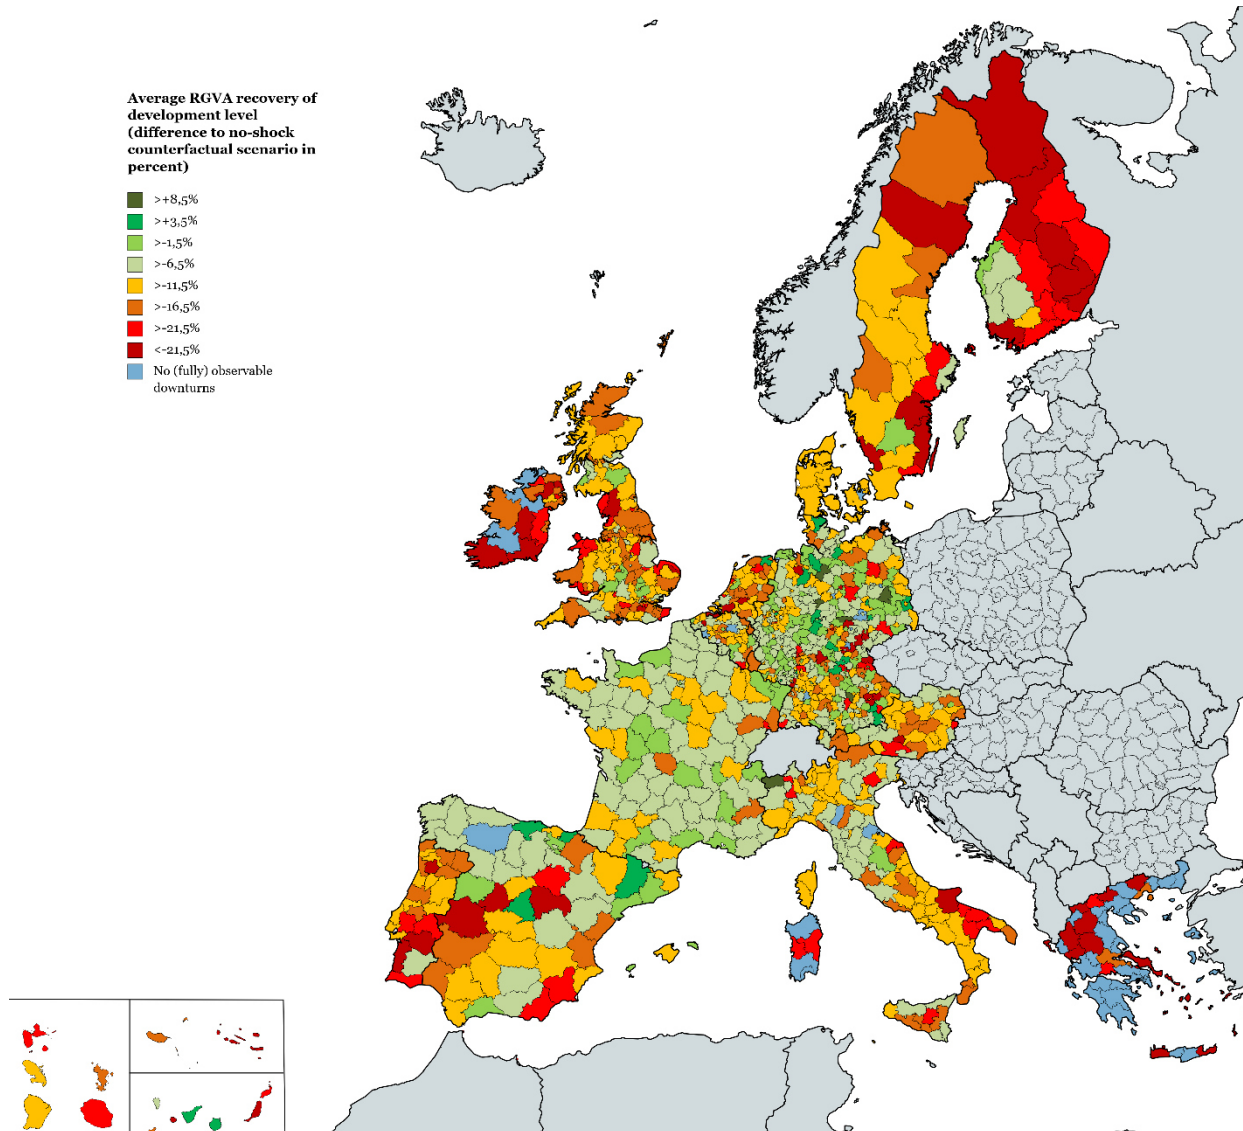 Average RGVA recovery of
development level
(difference to no-shock
counterfactual scenario in
percent)
>+8,5%
>+3,5%
>-1,5%
>-6,5%
>-11,5%
>-16,5%
>-21,5%
<-21,5%
No (fully) observable
downturns